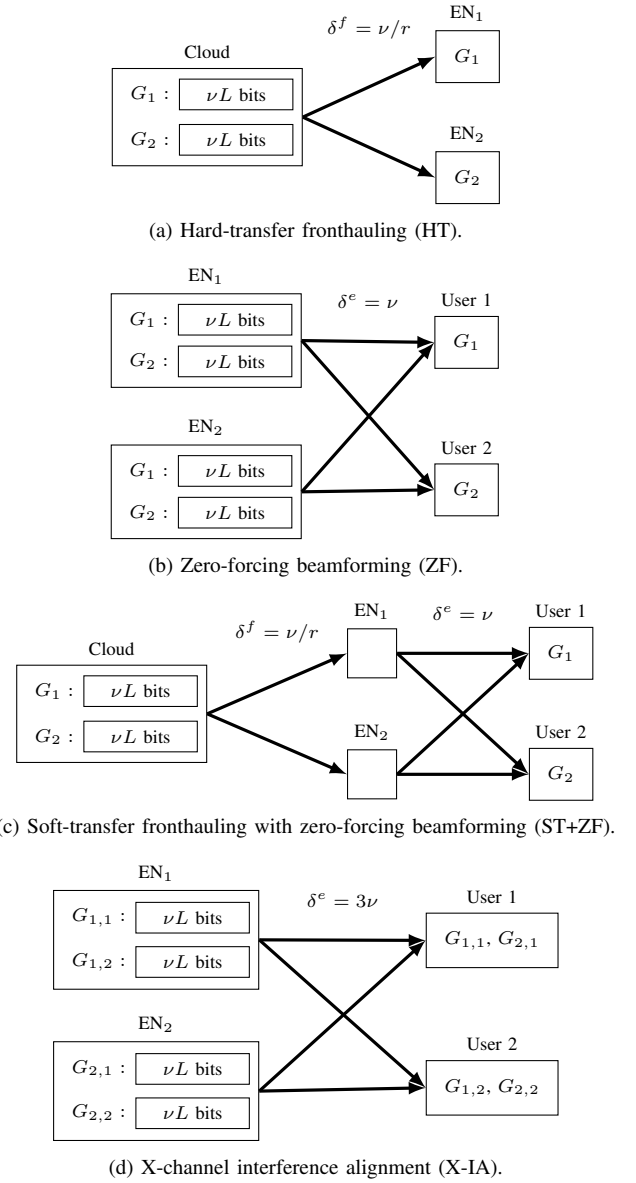 δ^f = ν/r
EN₁
Cloud
G₁ : νL bits
G₁
G₂ : νL bits
EN₂
G₂
(a) Hard-transfer fronthauling (HT).
EN₁
δ^e = ν
User 1
G₁ : νL bits
G₁
G₂ : νL bits
EN₂
User 2
G₁ : νL bits
G₂
G₂ : νL bits
(b) Zero-forcing beamforming (ZF).
EN₁
δ^f = ν/r
δ^e = ν
User 1
Cloud
G₁
G₁ : νL bits
EN₂
User 2
G₂ : νL bits
G₂
(c) Soft-transfer fronthauling with zero-forcing beamforming (ST+ZF).
EN₁
δ^e = 3ν
User 1
G₁,₁ : νL bits
G₁,₁, G₂,₁
G₁,₂ : νL bits
EN₂
User 2
G₂,₁ : νL bits
G₁,₂, G₂,₂
G₂,₂ : νL bits
(d) X-channel interference alignment (X-IA).